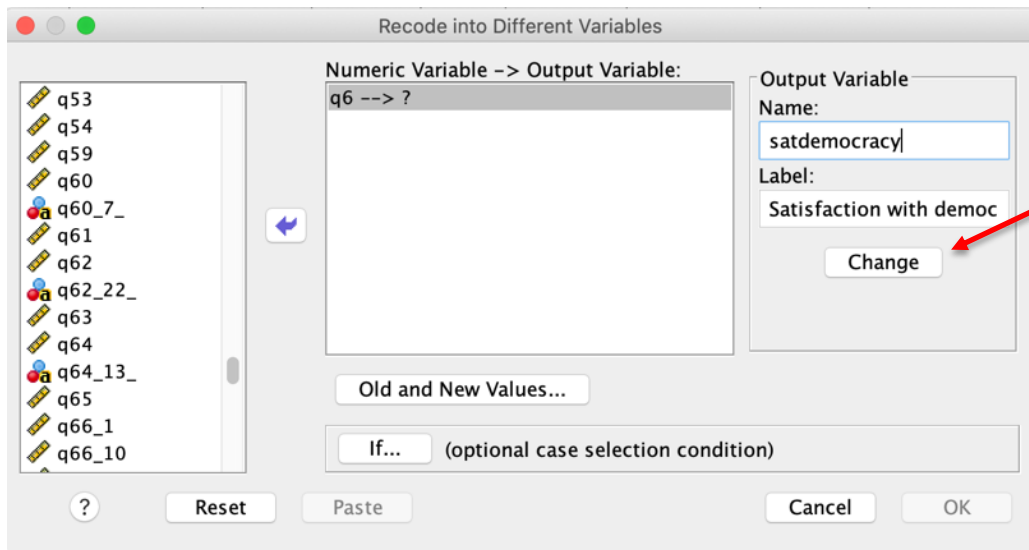 Recode into Different Variables
q53
q54
q59
q60
q60_7_
q61
q62
q62_22_
q63
q64
q64_13_
q65
q66_1
q66_10
Numeric Variable -> Output Variable:
q6 --> ?
Output Variable
Name:
satdemocracy
Label:
Satisfaction with democ
Change
Old and New Values...
If... (optional case selection condition)
? Reset Paste Cancel OK